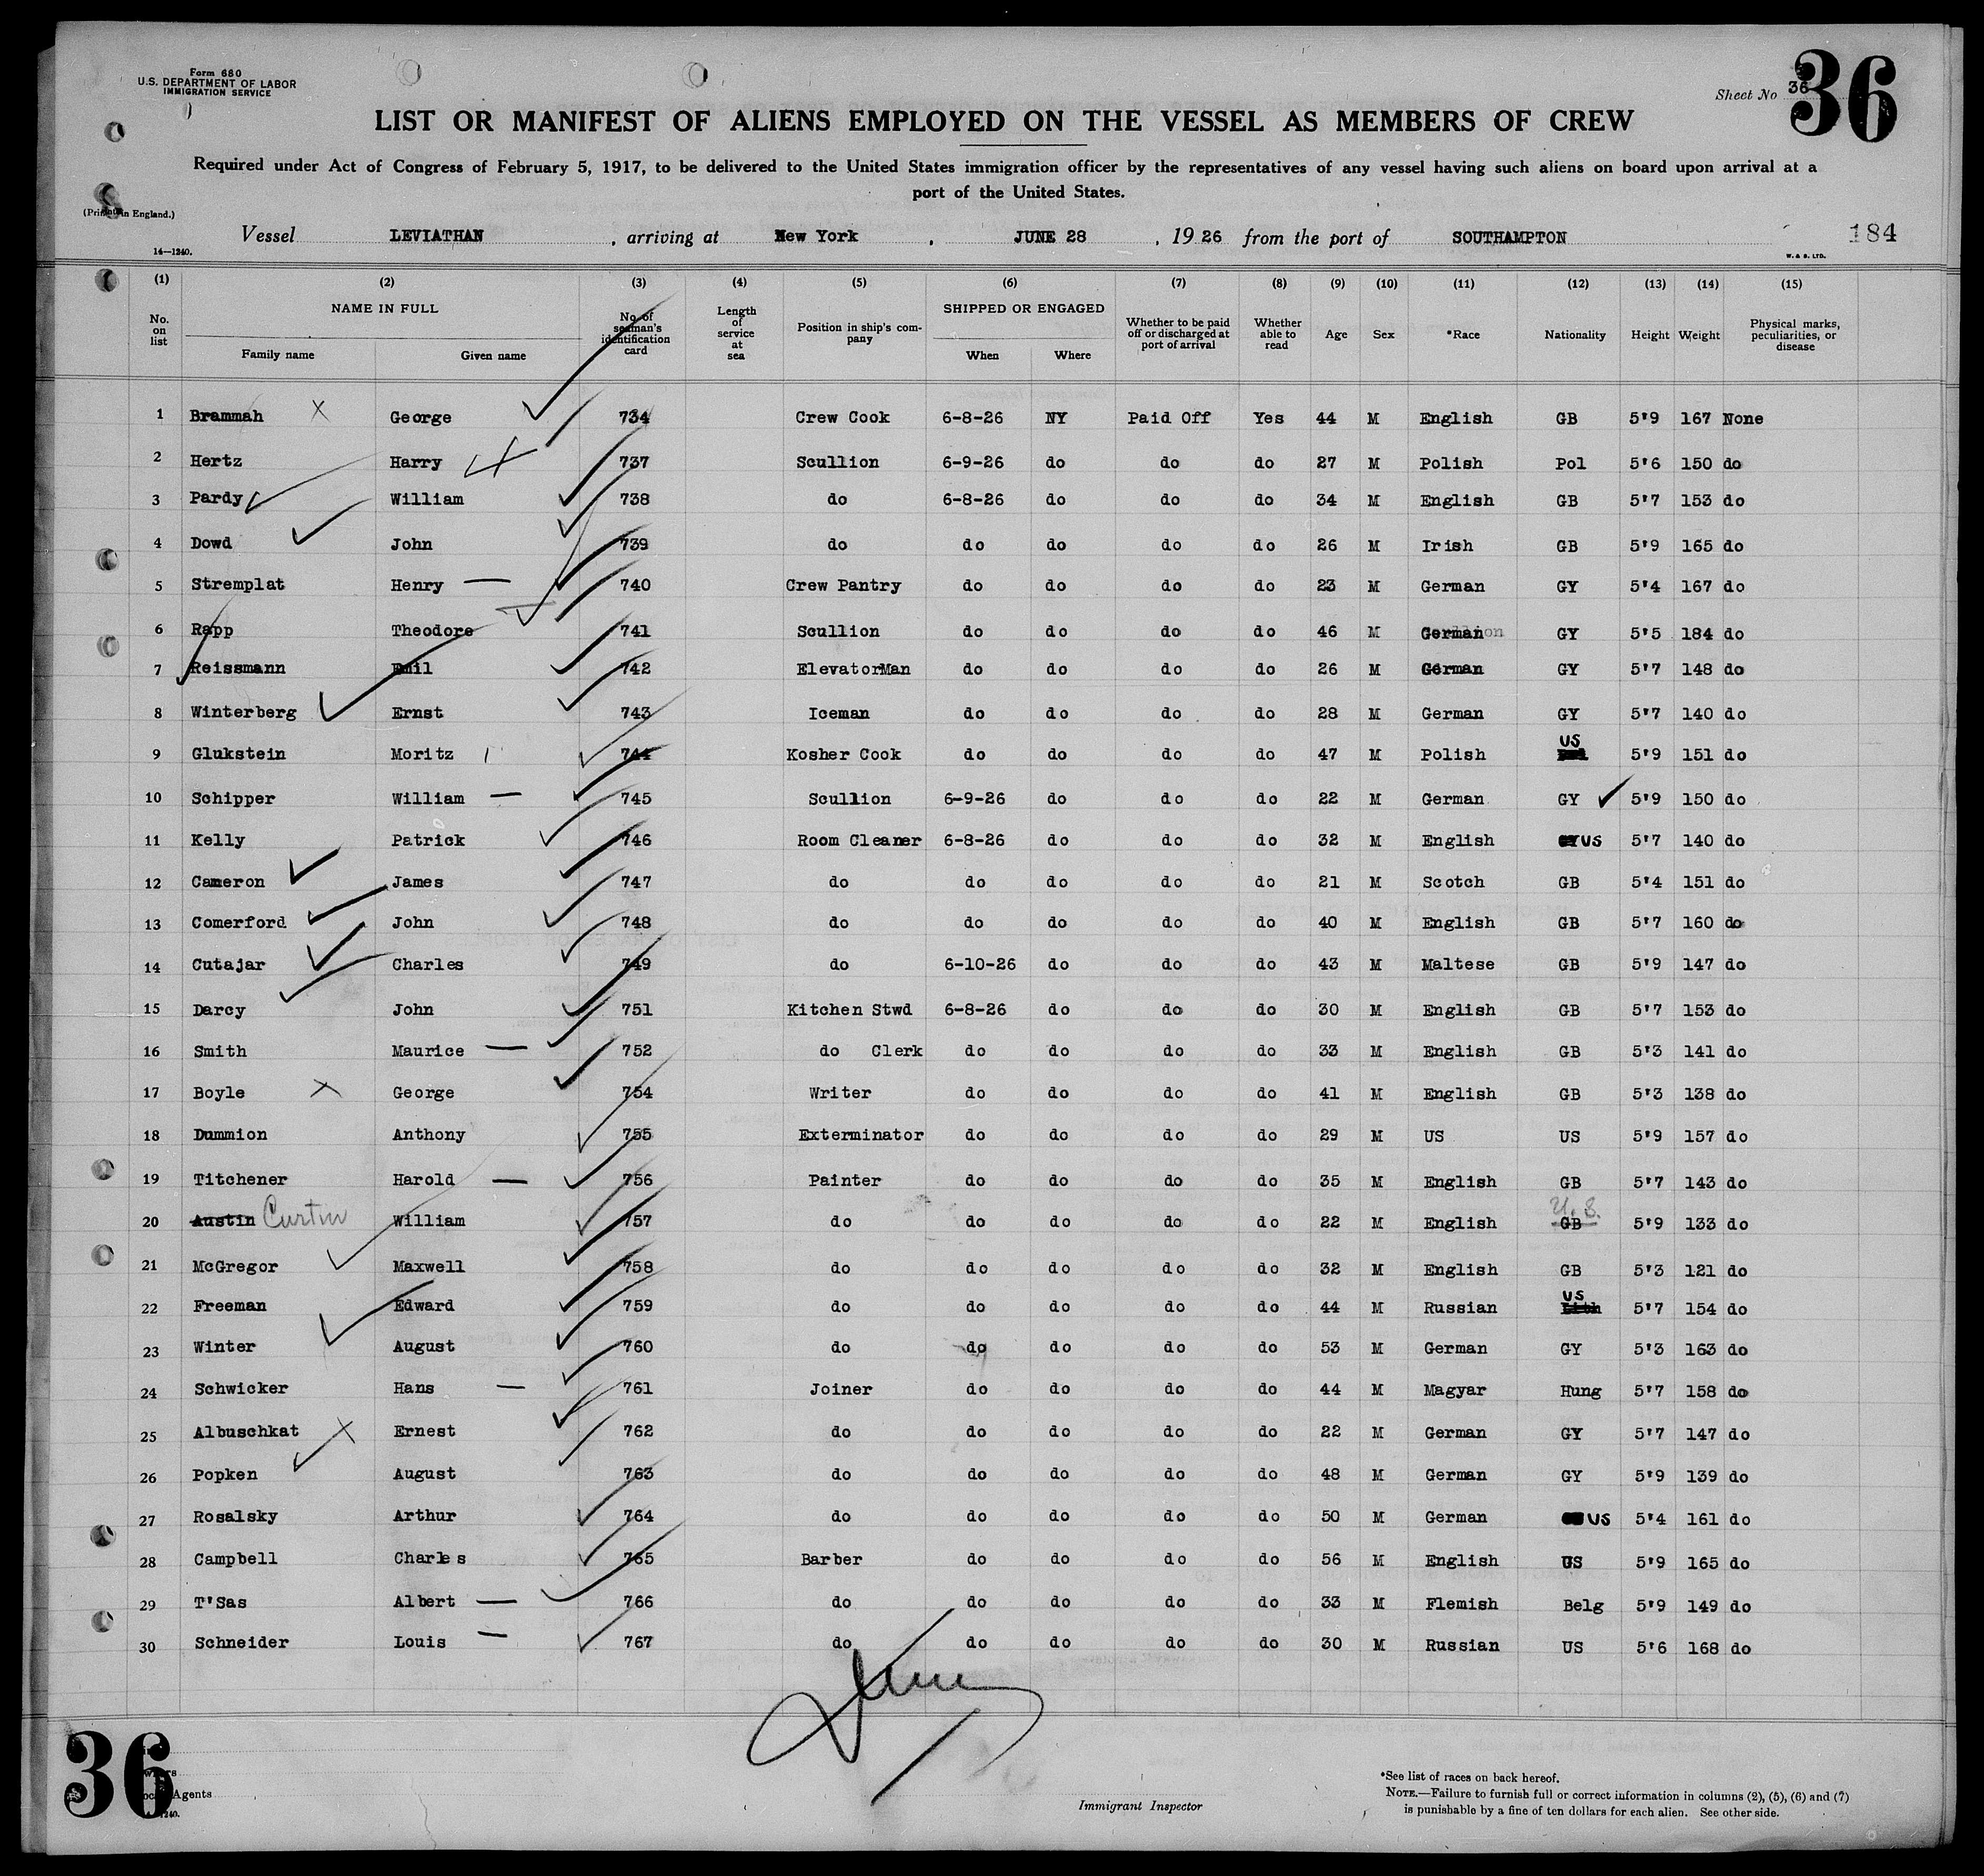 Form 680
U.S. DEPARTMENT OF LABOR
IMMIGRATION SERVICE
Sheet No 36
36
LIST OR MANIFEST OF ALIENS EMPLOYED ON THE VESSEL AS MEMBERS OF CREW
Required under Act of Congress of February 5, 1917, to be delivered to the United States immigration officer by the representatives of any vessel having such aliens on board upon arrival at a
port of the United States.
(Printed in England.)
Vessel LEVIATHAN , arriving at New York , JUNE 28 , 19 26 from the port of SOUTHAMPTON 184
14—1240. W. & S. LTD.
(1) (2) (3) (4) (5) (6) (7) (8) (9) (10) (11) (12) (13) (14) (15)
No. on list NAME IN FULL Family name Given name No. of seaman's identification card Length of service at sea Position in ship's company SHIPPED OR ENGAGED When Where Whether to be paid off or discharged at port of arrival Whether able to read Age Sex *Race Nationality Height Weight Physical marks, peculiarities, or disease
1 Brammah George 734 Crew Cook 6-8-26 NY Paid Off Yes 44 M English GB 5'9 167 None
2 Hertz Harry 737 Scullion 6-9-26 do do do 27 M Polish Pol 5'6 150 do
3 Pardy William 738 do 6-8-26 do do do 34 M English GB 5'7 153 do
4 Dowd John 739 do do do do do 26 M Irish GB 5'9 165 do
5 Stremplat Henry 740 Crew Pantry do do do do 23 M German GY 5'4 167 do
6 Rapp Theodore 741 Scullion do do do do 46 M German GY 5'5 184 do
7 Reissmann Emil 742 ElevatorMan do do do do 26 M German GY 5'7 148 do
8 Winterberg Ernst 743 Iceman do do do do 28 M German GY 5'7 140 do
9 Glukstein Moritz 744 Kosher Cook do do do do 47 M Polish US 5'9 151 do
10 Schipper William 745 Scullion 6-9-26 do do do 22 M German GY 5'9 150 do
11 Kelly Patrick 746 Room Cleaner 6-8-26 do do do 32 M English US 5'7 140 do
12 Cameron James 747 do do do do do 21 M Scotch GB 5'4 151 do
13 Comerford John 748 do do do do do 40 M English GB 5'7 160 do
14 Cutajar Charles 749 do 6-10-26 do do do 43 M Maltese GB 5'9 147 do
15 Darcy John 751 Kitchen Stwd 6-8-26 do do do 30 M English GB 5'7 153 do
16 Smith Maurice 752 do Clerk do do do do 33 M English GB 5'3 141 do
17 Boyle George 754 Writer do do do do 41 M English GB 5'3 138 do
18 Dummion Anthony 755 Exterminator do do do do 29 M US US 5'9 157 do
19 Titchener Harold 756 Painter do do do do 35 M English GB 5'7 143 do
20 Austin Curtin William 757 do do do do do 22 M English GB U.S. 5'9 133 do
21 McGregor Maxwell 758 do do do do do 32 M English GB 5'3 121 do
22 Freeman Edward 759 do do do do do 44 M Russian Lith US 5'7 154 do
23 Winter August 760 do do do do do 53 M German GY 5'3 163 do
24 Schwicker Hans 761 Joiner do do do do 44 M Magyar Hung 5'7 158 do
25 Albuschkat Ernest 762 do do do do do 22 M German GY 5'7 147 do
26 Popken August 763 do do do do do 48 M German GY 5'9 139 do
27 Rosalsky Arthur 764 do do do do do 50 M German US 5'4 161 do
28 Campbell Charles 765 Barber do do do do 56 M English US 5'9 165 do
29 T'Sas Albert 766 do do do do do 33 M Flemish Belg 5'9 149 do
30 Schneider Louis 767 do do do do do 30 M Russian US 5'6 168 do
36
Agents
Immigrant Inspector
*See list of races on back hereof.
NOTE.—Failure to furnish full or correct information in columns (2), (5), (6) and (7)
is punishable by a fine of ten dollars for each alien. See other side.